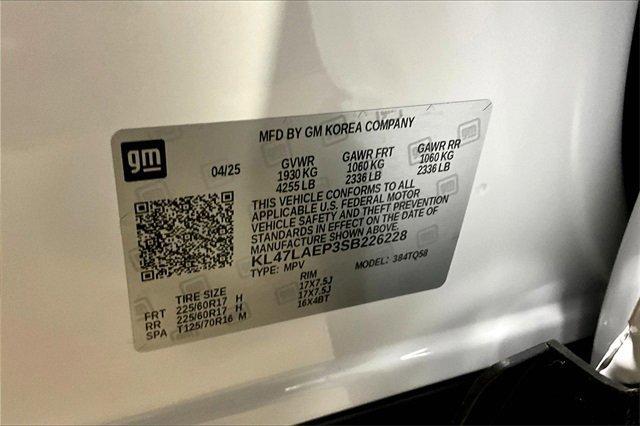 MFD BY GM KOREA COMPANY
gm
04/25 GVWR GAWR FRT GAWR RR
1930 KG 1060 KG 1060 KG
4255 LB 2336 LB 2336 LB
THIS VEHICLE CONFORMS TO ALL
APPLICABLE U.S. FEDERAL MOTOR
VEHICLE SAFETY AND THEFT PREVENTION
STANDARDS IN EFFECT ON THE DATE OF
MANUFACTURE SHOWN ABOVE.
KL47LAEP3SB226228
TYPE: MPV MODEL: 384TQ58
TIRE SIZE RIM
FRT 225/60R17 H 17X7.5J
RR 225/60R17 H 17X7.5J
SPA T125/70R16 M 16X4BT